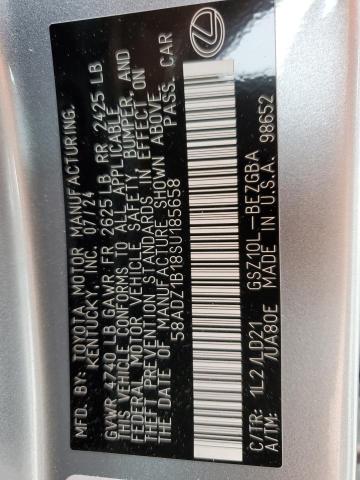 MFD. BY: TOYOTA MOTOR MANUFACTURING,
KENTUCKY, INC. 07/24
GVWR 4740 LB GAWR FR 2625 LB RR 2425 LB
THIS VEHICLE CONFORMS TO ALL APPLICABLE
FEDERAL MOTOR VEHICLE SAFETY, BUMPER, AND
THEFT PREVENTION STANDARDS IN EFFECT ON
THE DATE OF MANUFACTURE SHOWN ABOVE.
58ADZ1B18SU185658 PASS. CAR
C/TR: 1L2/LD21 GSZ10L-BEZGBA
A/TM: /UA80E MADE IN U.S.A. 98652